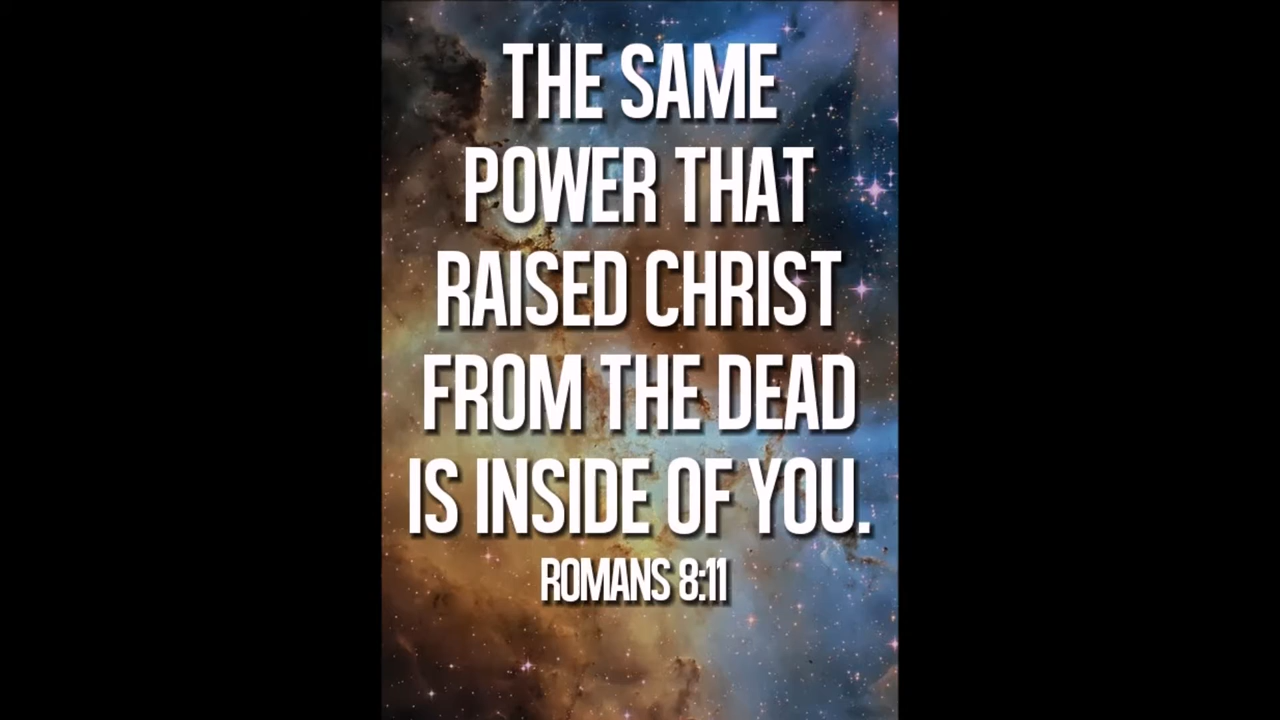 THE SAME
POWER THAT
RAISED CHRIST
FROM THE DEAD
IS INSIDE OF YOU.
ROMANS 8:11